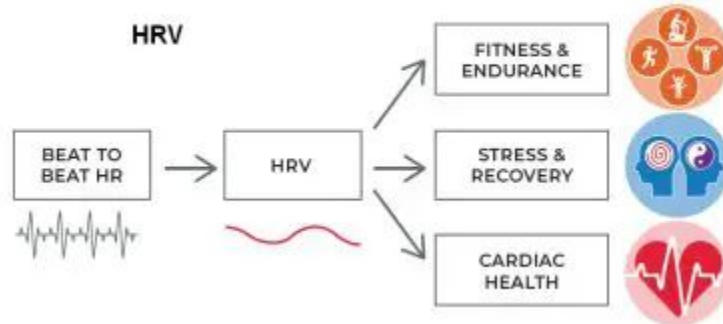 HRV
BEAT TO
BEAT HR
HRV
FITNESS &
ENDURANCE
STRESS &
RECOVERY
CARDIAC
HEALTH